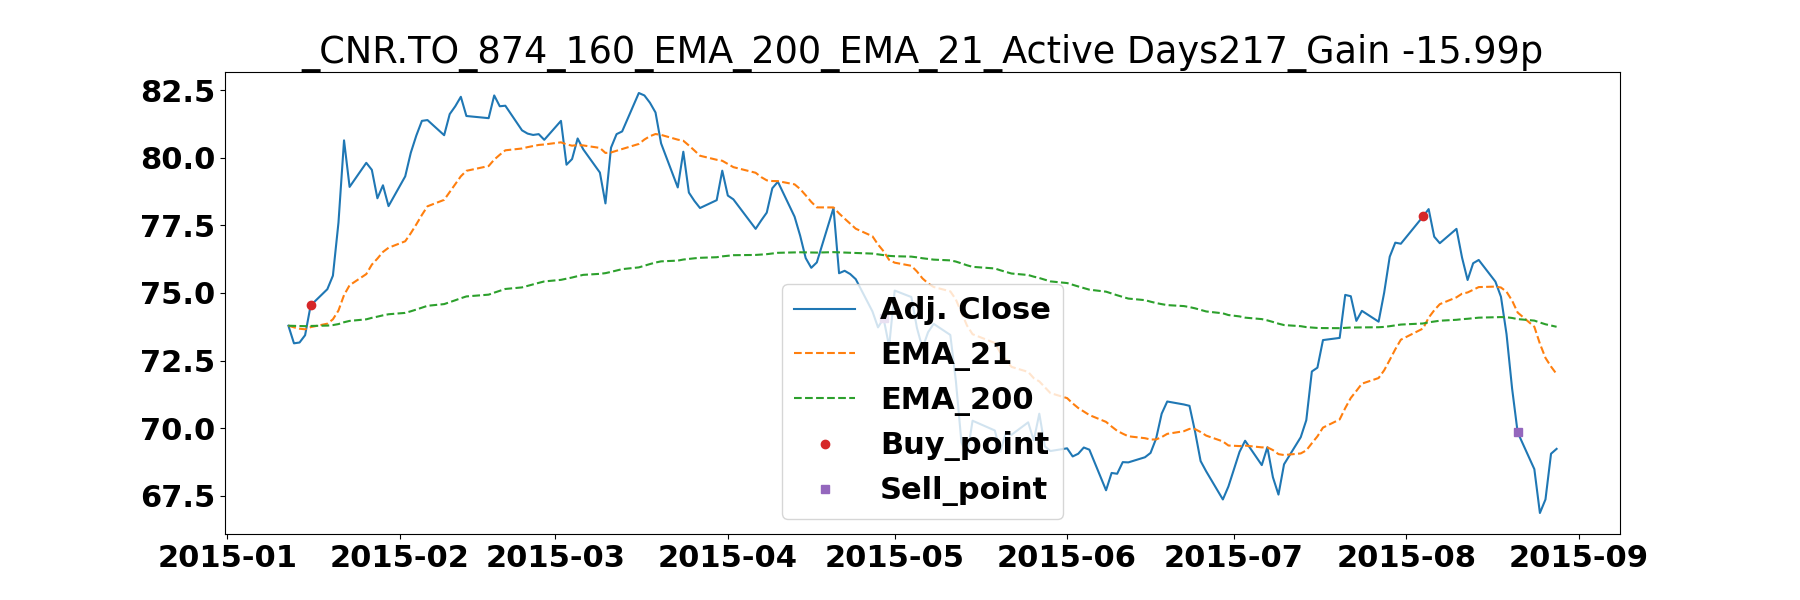 _CNR.TO_874_160_EMA_200_EMA_21_Active Days217_Gain -15.99p
82.5
80.0
77.5
75.0
72.5
70.0
67.5
Adj. Close
EMA_21
EMA_200
Buy_point
Sell_point
2015-01 2015-02 2015-03 2015-04 2015-05 2015-06 2015-07 2015-08 2015-09